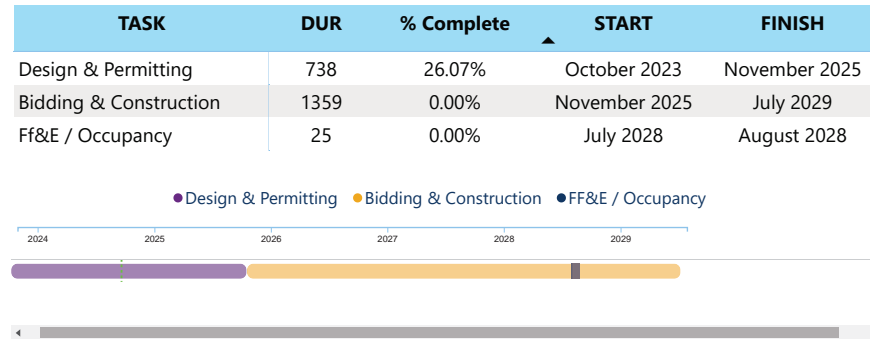 TASK DUR % Complete START FINISH
Design & Permitting 738 26.07% October 2023 November 2025
Bidding & Construction 1359 0.00% November 2025 July 2029
Ff&E / Occupancy 25 0.00% July 2028 August 2028
Design & Permitting Bidding & Construction FF&E / Occupancy
2024 2025 2026 2027 2028 2029